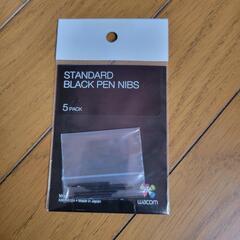 STANDARD
BLACK PEN NIBS
5 PACK
Made in Japan
wacom